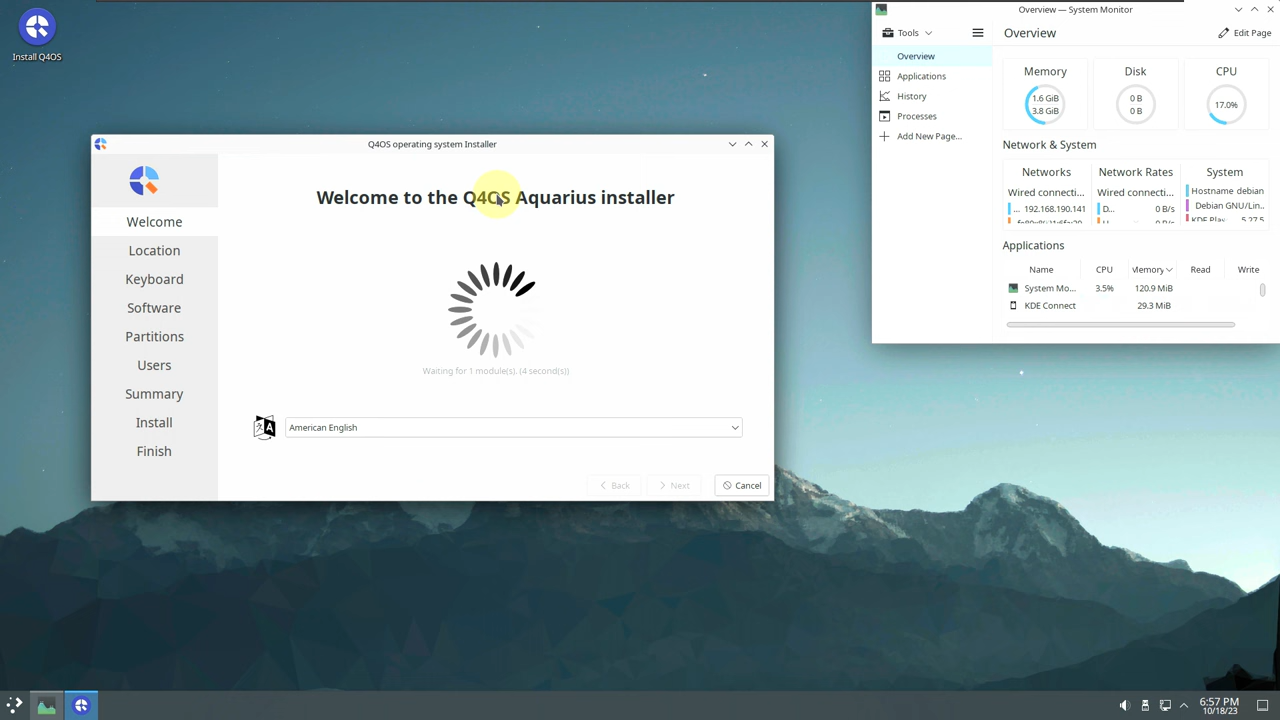 Install Q4OS
Q4OS operating system Installer
Welcome
Location
Keyboard
Software
Partitions
Users
Summary
Install
Finish
Welcome to the Q4OS Aquarius installer
Waiting for 1 module(s). (4 second(s))
American English
Back
Next
Cancel
Overview — System Monitor
Tools
Overview
Applications
History
Processes
Add New Page...
Overview
Edit Page
Memory
1.6 GiB
3.8 GiB
Disk
0 B
0 B
CPU
17.0%
Network & System
Networks
Wired connecti...
... 192.168.190.141
Network Rates
Wired connecti...
D... 0 B/s
0 B/s
System
Hostname debian
Debian GNU/Lin..
5.27.5
Applications
Name CPU Memory Read Write
System Mo... 3.5% 120.9 MiB
KDE Connect 29.3 MiB
6:57 PM
10/18/23